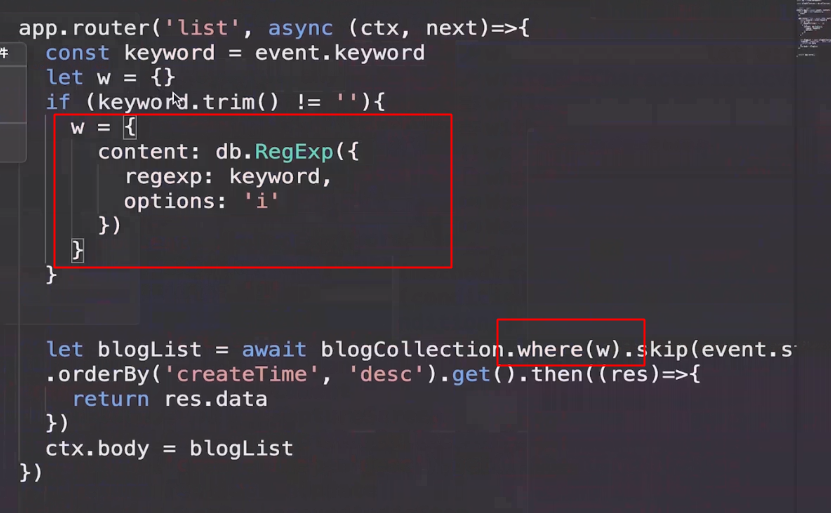 app.router('list', async (ctx, next)=>{
件
const keyword = event.keyword
let w = {}
if (keyword.trim() != ''){
w = {
content: db.RegExp({
regexp: keyword,
options: 'i'
})
}
}
let blogList = await blogCollection.where(w).skip(event.s
.orderBy('createTime', 'desc').get().then((res)=>{
return res.data
})
ctx.body = blogList
})